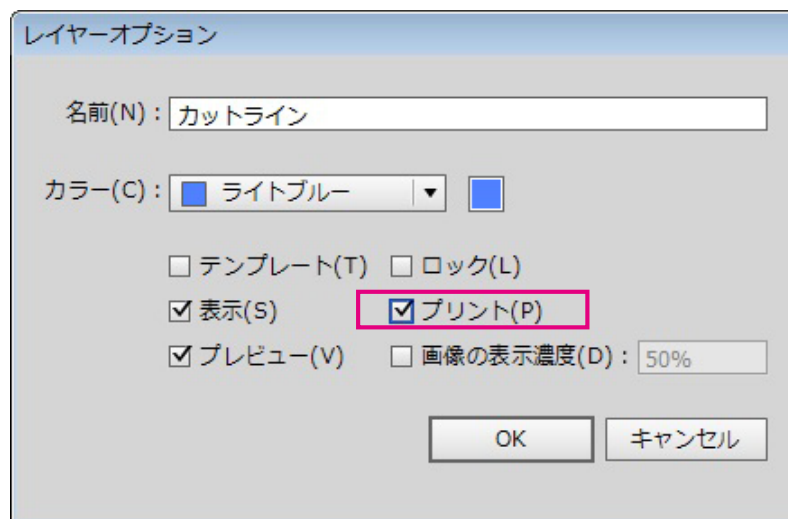 レイヤーオプション
名前(N)：カットライン
カラー(C)：ライトブルー
テンプレート(T) ロック(L)
表示(S) プリント(P)
プレビュー(V) 画像の表示濃度(D)：50%
OK キャンセル